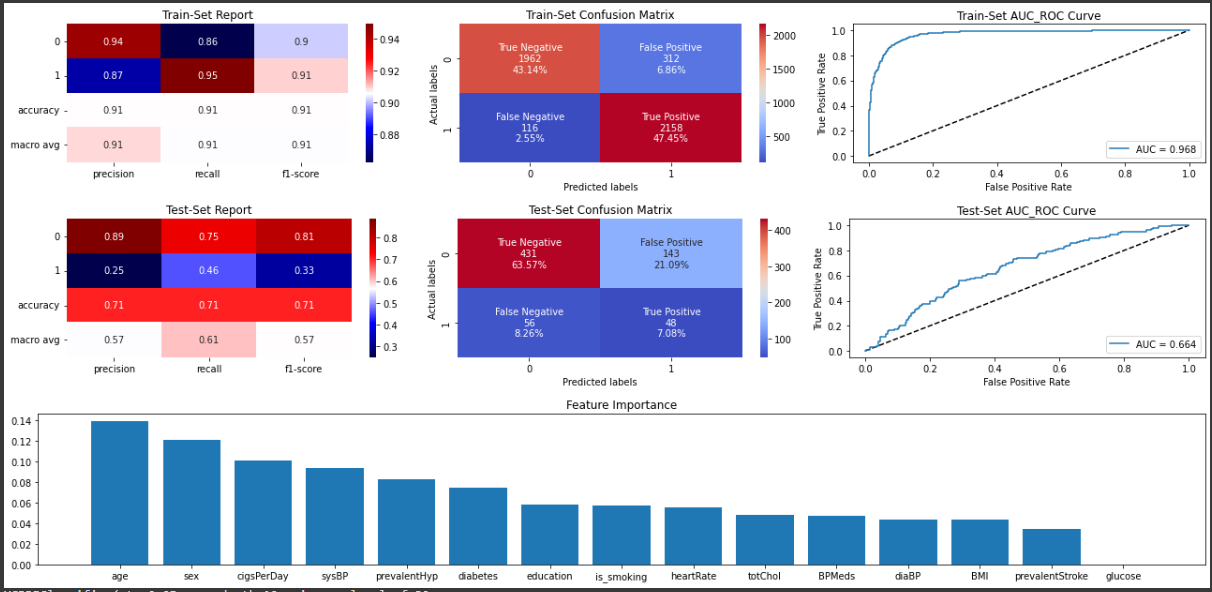 Train-Set Report
0 0.94 0.86 0.9
1 0.87 0.95 0.91
accuracy 0.91 0.91 0.91
macro avg 0.91 0.91 0.91
precision recall f1-score
0.94
0.92
0.90
0.88
Train-Set Confusion Matrix
Actual labels
0
1
True Negative
1962
43.14%
False Positive
312
6.86%
False Negative
116
2.55%
True Positive
2158
47.45%
0 1
Predicted labels
2000
1500
1000
500
Train-Set AUC_ROC Curve
True Positive Rate
1.0
0.8
0.6
0.4
0.2
0.0
AUC = 0.968
0.0 0.2 0.4 0.6 0.8 1.0
False Positive Rate
Test-Set Report
0 0.89 0.75 0.81
1 0.25 0.46 0.33
accuracy 0.71 0.71 0.71
macro avg 0.57 0.61 0.57
precision recall f1-score
0.8
0.7
0.6
0.5
0.4
0.3
Test-Set Confusion Matrix
Actual labels
0
1
True Negative
431
63.57%
False Positive
143
21.09%
False Negative
56
8.26%
True Positive
48
7.08%
0 1
Predicted labels
400
300
200
100
Test-Set AUC_ROC Curve
True Positive Rate
1.0
0.8
0.6
0.4
0.2
0.0
AUC = 0.664
0.0 0.2 0.4 0.6 0.8 1.0
False Positive Rate
Feature Importance
0.14
0.12
0.10
0.08
0.06
0.04
0.02
0.00
age sex cigsPerDay sysBP prevalentHyp diabetes education is_smoking heartRate totChol BPMeds diaBP BMI prevalentStroke glucose